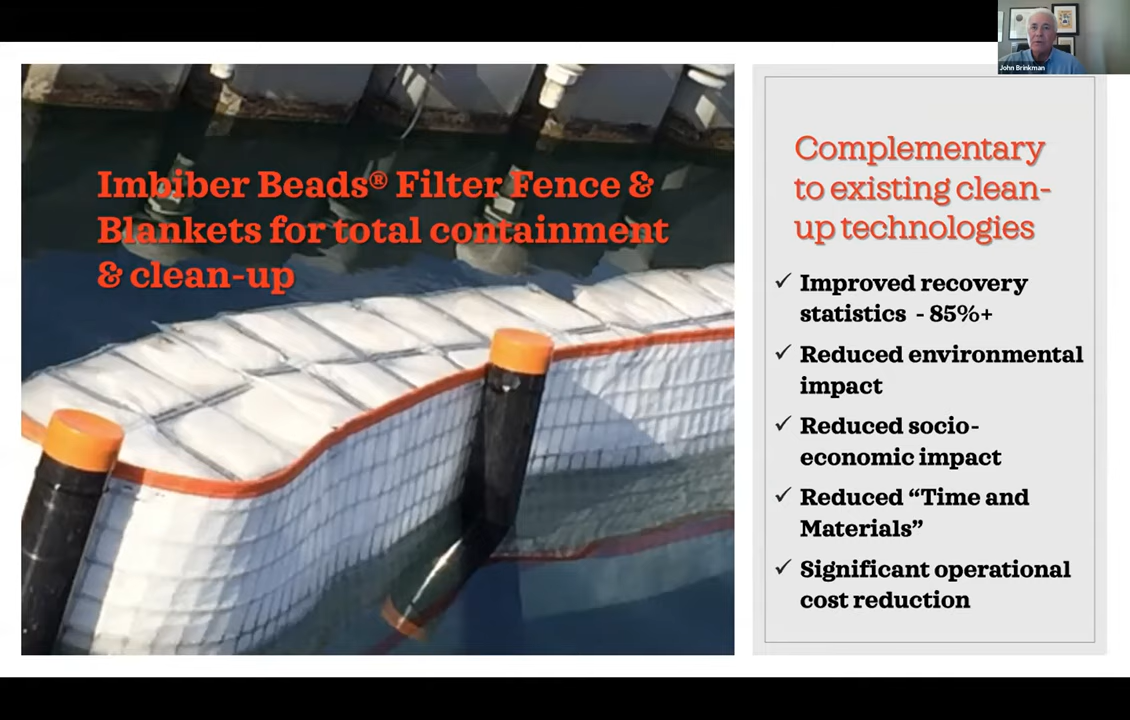 John Brinkman
Imbiber Beads® Filter Fence &
Blankets for total containment
& clean-up
Complementary
to existing clean-
up technologies
✓ Improved recovery
statistics - 85%+
✓ Reduced environmental
impact
✓ Reduced socio-
economic impact
✓ Reduced “Time and
Materials”
✓ Significant operational
cost reduction